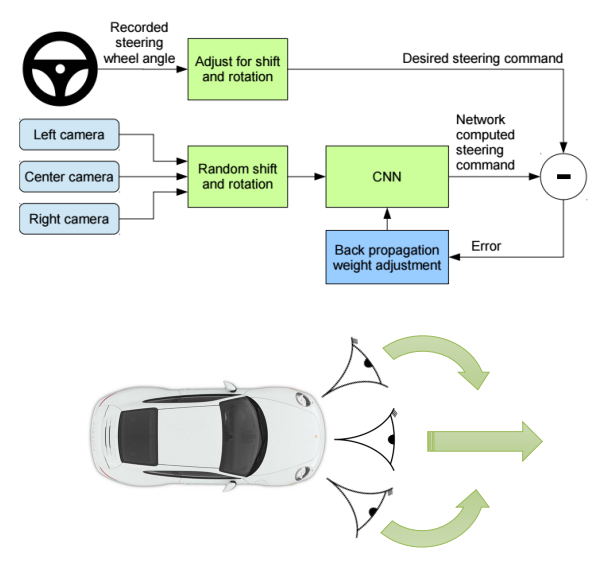 Recorded
steering
wheel angle
Adjust for shift
and rotation
Desired steering command
Left camera
Center camera
Right camera
Random shift
and rotation
CNN
Network
computed
steering
command
-
Back propagation
weight adjustment
Error